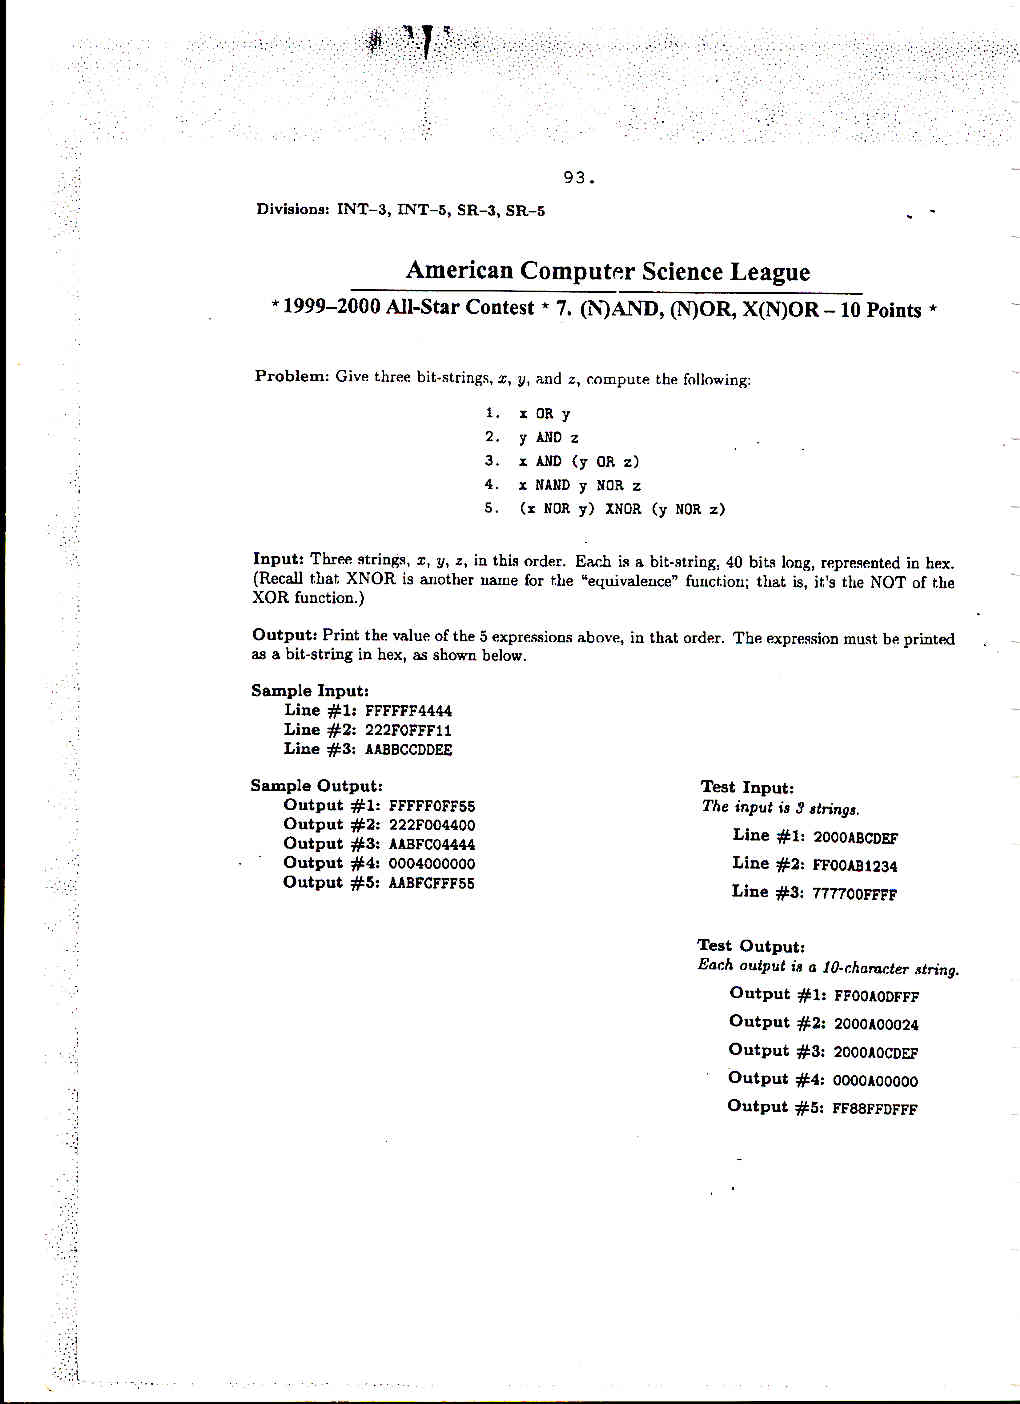 93.
Divisions: INT–3, INT–5, SR–3, SR–5
American Computer Science League
* 1999–2000 All-Star Contest * 7. (N)AND, (N)OR, X(N)OR – 10 Points *
Problem: Give three bit-strings, x, y, and z, compute the following:
1. x OR y
2. y AND z
3. x AND (y OR z)
4. x NAND y NOR z
5. (x NOR y) XNOR (y NOR z)
Input: Three strings, x, y, z, in this order. Each is a bit-string, 40 bits long, represented in hex.
(Recall that XNOR is another name for the “equivalence” function; that is, it's the NOT of the
XOR function.)
Output: Print the value of the 5 expressions above, in that order. The expression must be printed
as a bit-string in hex, as shown below.
Sample Input:
Line #1: FFFFFF4444
Line #2: 222F0FFF11
Line #3: AABBCCDDEE
Sample Output:
Output #1: FFFFF0FF55
Output #2: 222F004400
Output #3: AABFC04444
Output #4: 0004000000
Output #5: AABFCFFF55
Test Input:
The input is 3 strings.
Line #1: 2000ABCDEF
Line #2: FF00AB1234
Line #3: 777700FFFF
Test Output:
Each output is a 10-character string.
Output #1: FF00A0DFFF
Output #2: 2000A00024
Output #3: 2000A0CDEF
Output #4: 0000A00000
Output #5: FF88FFDFFF